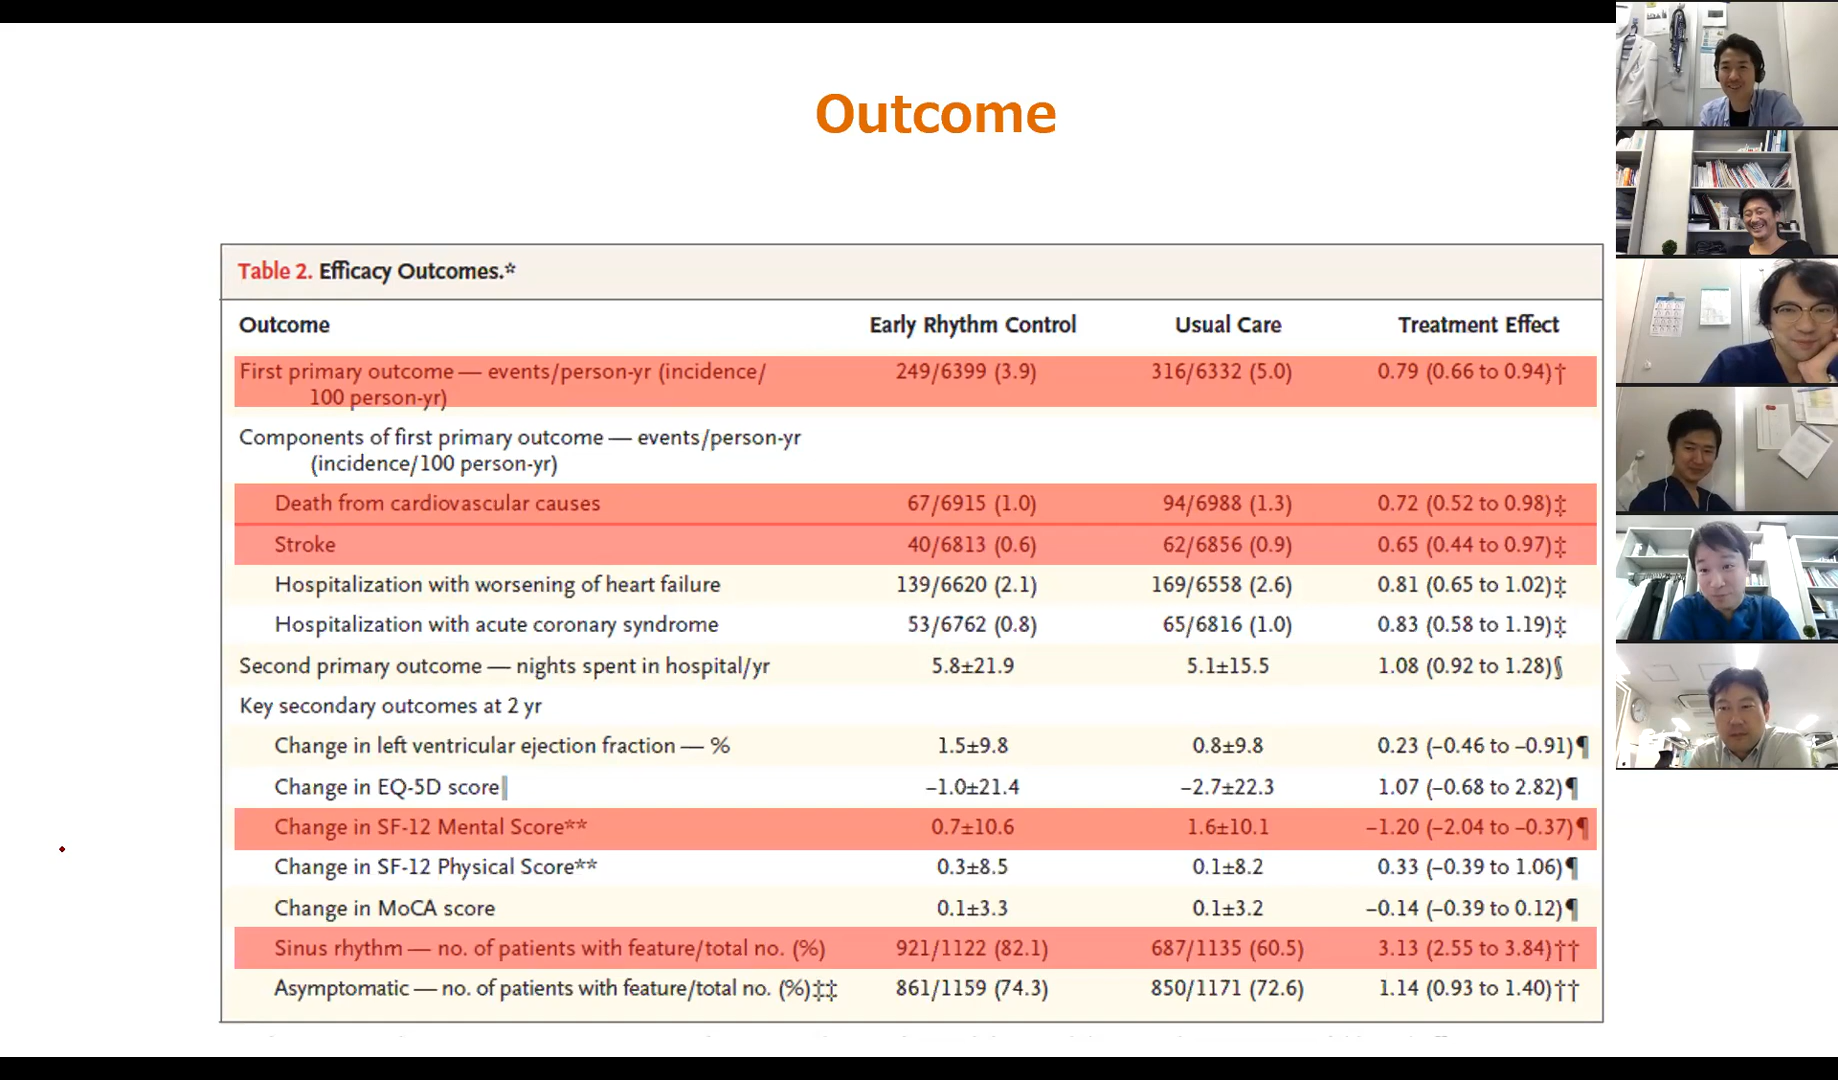 Outcome
Table 2. Efficacy Outcomes.*
Outcome Early Rhythm Control Usual Care Treatment Effect
First primary outcome — events/person-yr (incidence/ 249/6399 (3.9) 316/6332 (5.0) 0.79 (0.66 to 0.94)†
100 person-yr)
Components of first primary outcome — events/person-yr
(incidence/100 person-yr)
Death from cardiovascular causes 67/6915 (1.0) 94/6988 (1.3) 0.72 (0.52 to 0.98)‡
Stroke 40/6813 (0.6) 62/6856 (0.9) 0.65 (0.44 to 0.97)‡
Hospitalization with worsening of heart failure 139/6620 (2.1) 169/6558 (2.6) 0.81 (0.65 to 1.02)‡
Hospitalization with acute coronary syndrome 53/6762 (0.8) 65/6816 (1.0) 0.83 (0.58 to 1.19)‡
Second primary outcome — nights spent in hospital/yr 5.8±21.9 5.1±15.5 1.08 (0.92 to 1.28)§
Key secondary outcomes at 2 yr
Change in left ventricular ejection fraction — % 1.5±9.8 0.8±9.8 0.23 (−0.46 to −0.91)¶
Change in EQ-5D score‖ −1.0±21.4 −2.7±22.3 1.07 (−0.68 to 2.82)¶
Change in SF-12 Mental Score** 0.7±10.6 1.6±10.1 −1.20 (−2.04 to −0.37)¶
Change in SF-12 Physical Score** 0.3±8.5 0.1±8.2 0.33 (−0.39 to 1.06)¶
Change in MoCA score 0.1±3.3 0.1±3.2 −0.14 (−0.39 to 0.12)¶
Sinus rhythm — no. of patients with feature/total no. (%) 921/1122 (82.1) 687/1135 (60.5) 3.13 (2.55 to 3.84)††
Asymptomatic — no. of patients with feature/total no. (%)‡‡ 861/1159 (74.3) 850/1171 (72.6) 1.14 (0.93 to 1.40)††